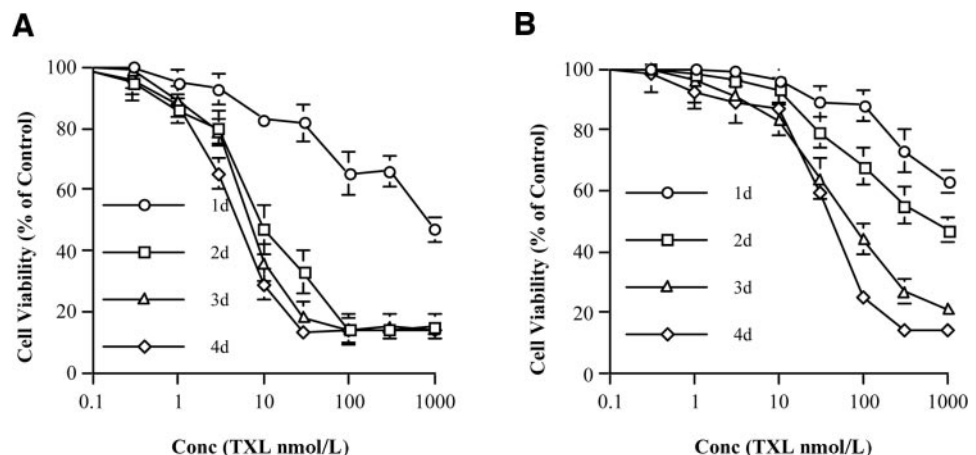 A
Cell Viability (% of Control)
100
80
60
40
20
0
1d
2d
3d
4d
0.1 1 10 100 1000
Conc (TXL nmol/L)
B
Cell Viability (% of Control)
100
80
60
40
20
0
1d
2d
3d
4d
0.1 1 10 100 1000
Conc (TXL nmol/L)